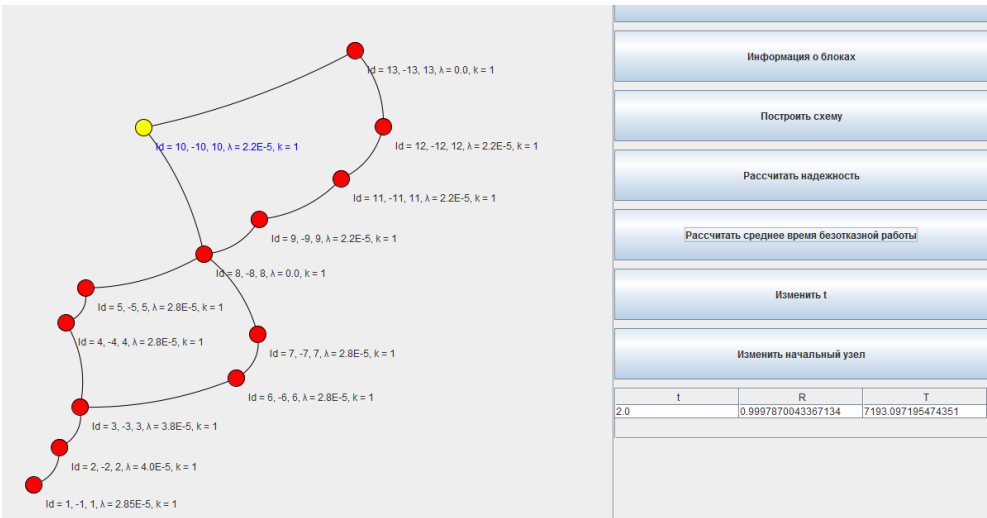 Id = 13, -13, 13, λ = 0.0, k = 1
Id = 10, -10, 10, λ = 2.2E-5, k = 1
Id = 12, -12, 12, λ = 2.2E-5, k = 1
Id = 11, -11, 11, λ = 2.2E-5, k = 1
Id = 9, -9, 9, λ = 2.2E-5, k = 1
Id = 8, -8, 8, λ = 0.0, k = 1
Id = 5, -5, 5, λ = 2.8E-5, k = 1
Id = 4, -4, 4, λ = 2.8E-5, k = 1
Id = 7, -7, 7, λ = 2.8E-5, k = 1
Id = 6, -6, 6, λ = 2.8E-5, k = 1
Id = 3, -3, 3, λ = 3.8E-5, k = 1
Id = 2, -2, 2, λ = 4.0E-5, k = 1
Id = 1, -1, 1, λ = 2.85E-5, k = 1
Информация о блоках
Построить схему
Рассчитать надежность
Рассчитать среднее время безотказной работы
Изменить t
Изменить начальный узел
t R T
2.0 0.9997870043367134 7193.097195474351